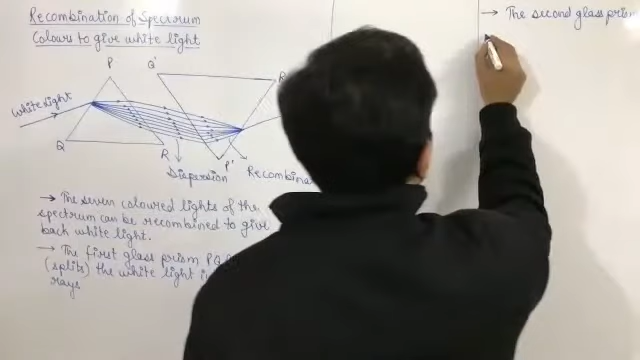 Recombination of Spectrum
Colours to give white light
P
Q'
R
white light
Q
R
P'
Dispersion
Recombina
→ The seven coloured lights of the
spectrum can be recombined to give
back white light.
→ The first glass prism PQ
(splits) the white light
rays
→ The second glass prism